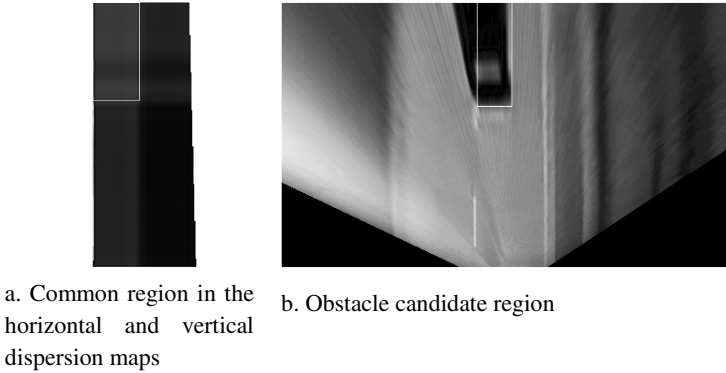 a. Common region in the
horizontal and vertical
dispersion maps
b. Obstacle candidate region